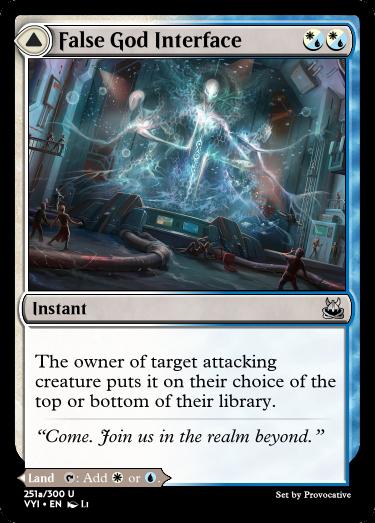 False God Interface
Instant
The owner of target attacking
creature puts it on their choice of the
top or bottom of their library.
“Come. Join us in the realm beyond.”
Land : Add or .
251a/300 U
VYI • EN LI
Set by Provocative